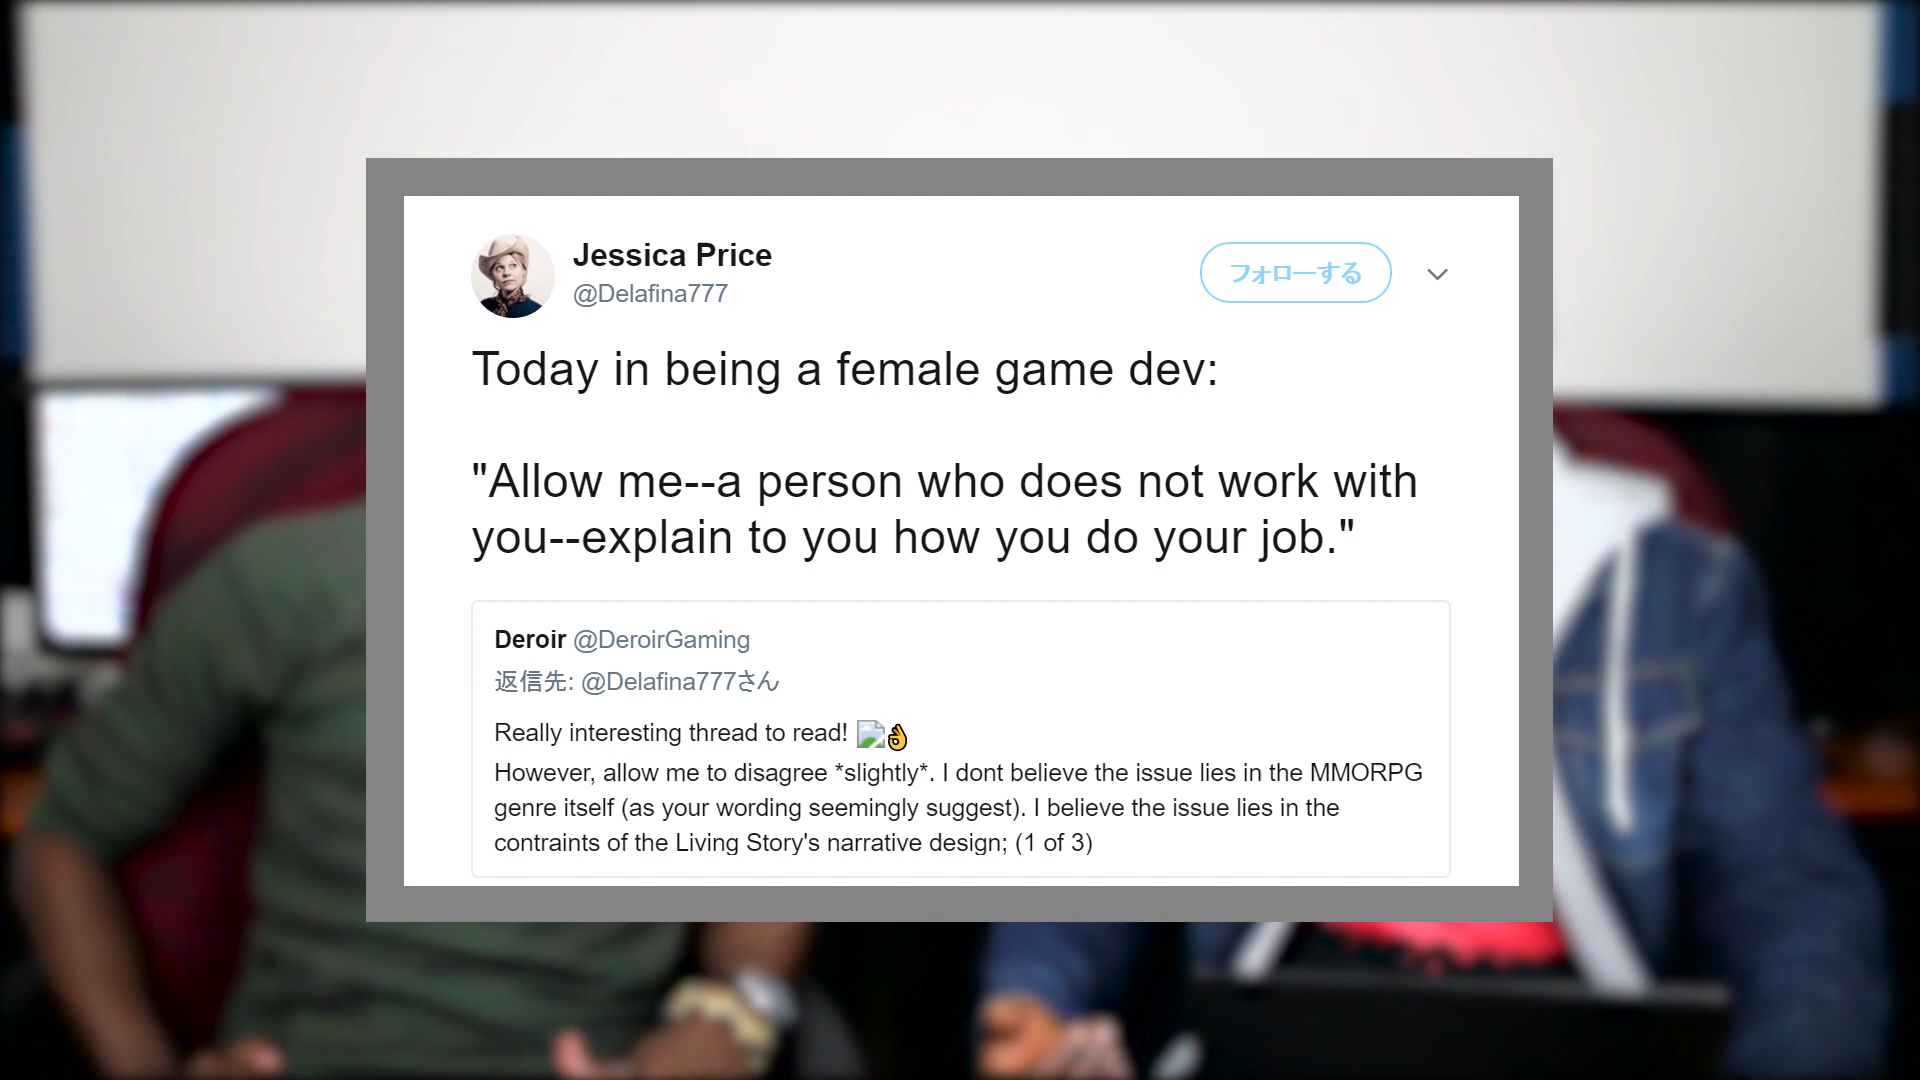 Jessica Price
@Delafina777
フォローする
Today in being a female game dev:
"Allow me--a person who does not work with
you--explain to you how you do your job."
Deroir @DeroirGaming
返信先: @Delafina777さん
Really interesting thread to read! 👌
However, allow me to disagree *slightly*. I dont believe the issue lies in the MMORPG
genre itself (as your wording seemingly suggest). I believe the issue lies in the
contraints of the Living Story's narrative design; (1 of 3)